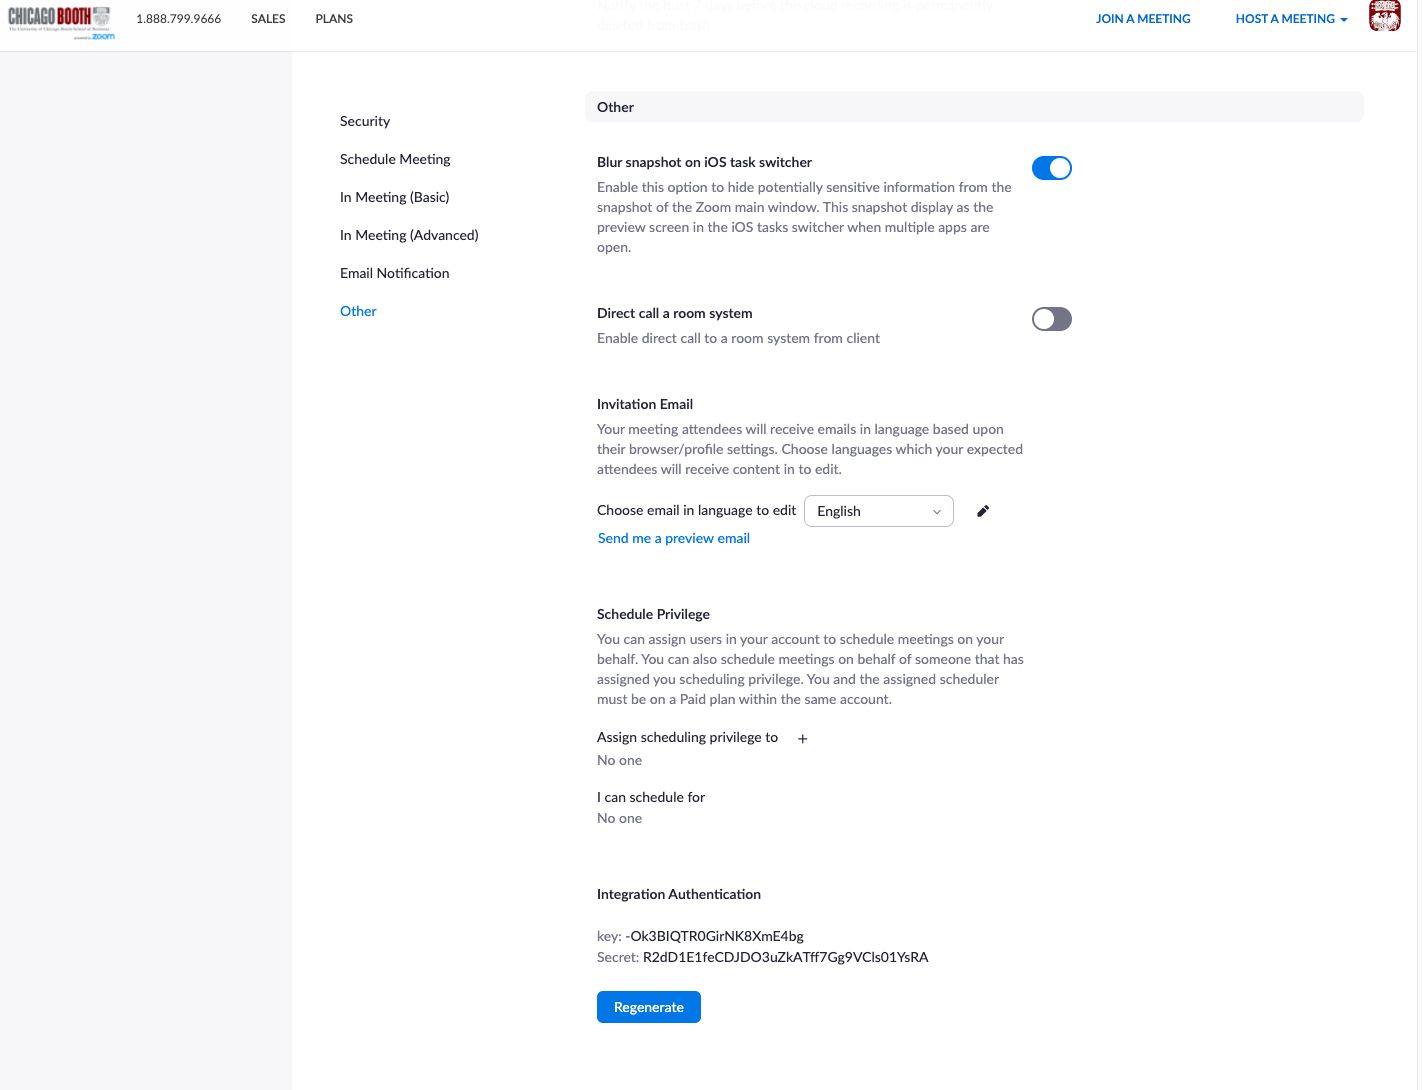 CHICAGO BOOTH
The University of Chicago Booth School of Business
powered by zoom
1.888.799.9666
SALES
PLANS
JOIN A MEETING
HOST A MEETING
Notify the host 7 days before the cloud recording is permanently
deleted from trash
Security
Schedule Meeting
In Meeting (Basic)
In Meeting (Advanced)
Email Notification
Other
Other
Blur snapshot on iOS task switcher
Enable this option to hide potentially sensitive information from the
snapshot of the Zoom main window. This snapshot display as the
preview screen in the iOS tasks switcher when multiple apps are
open.
Direct call a room system
Enable direct call to a room system from client
Invitation Email
Your meeting attendees will receive emails in language based upon
their browser/profile settings. Choose languages which your expected
attendees will receive content in to edit.
Choose email in language to edit English
Send me a preview email
Schedule Privilege
You can assign users in your account to schedule meetings on your
behalf. You can also schedule meetings on behalf of someone that has
assigned you scheduling privilege. You and the assigned scheduler
must be on a Paid plan within the same account.
Assign scheduling privilege to +
No one
I can schedule for
No one
Integration Authentication
key: -Ok3BIQTR0GirNK8XmE4bg
Secret: R2dD1E1feCDJDO3uZkATff7Gg9VCls01YsRA
Regenerate